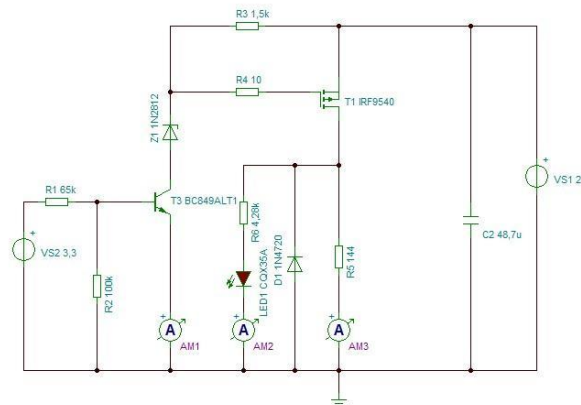 R3 1,5k
R4 10
T1 IRF9540
Z1 1N2812
VS1 2
R1 65k
T3 BC849ALT1
R6 4,28k
C2 48,7u
VS2 3,3
R2 100k
LED1 CQX35A
D1 1N4720
R5 144
A
A
A
AM1
AM2
AM3